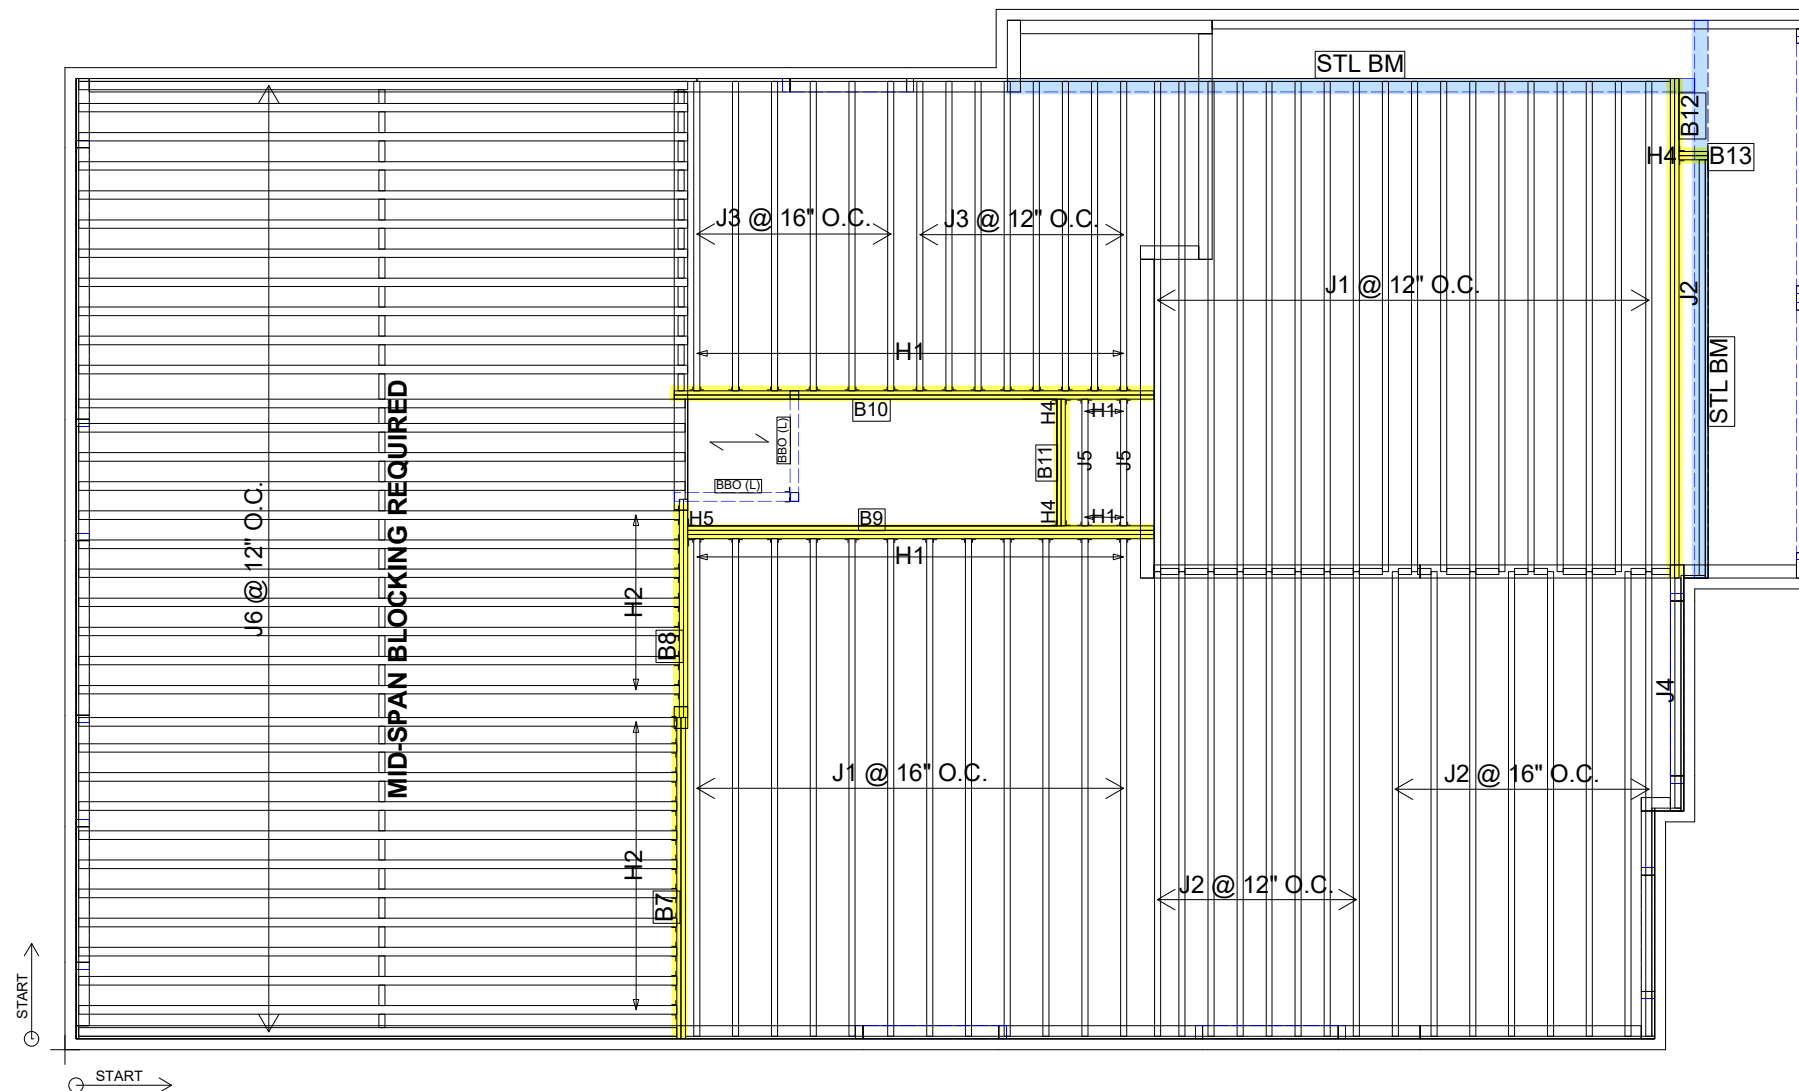 STL BM
B12
H4
B13
J3 @ 16" O.C.
J3 @ 12" O.C.
J1 @ 12" O.C.
J2
STL BM
H1
B10
H4
H1
BBO (L)
BBO (L)
B11
J5
J5
H5
B9
H4
H1
H1
J6 @ 12" O.C.
MID-SPAN BLOCKING REQUIRED
H2
B8
J4
J1 @ 16" O.C.
J2 @ 16" O.C.
H2
B7
J2 @ 12" O.C.
START
START